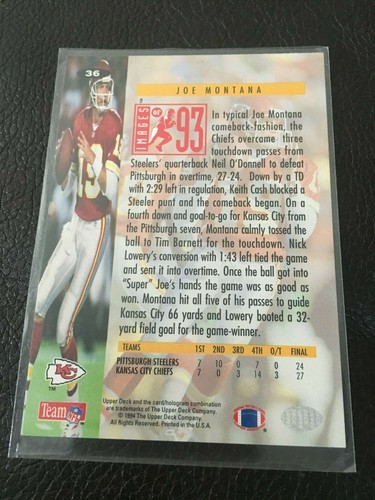 36
JOE MONTANA
IMAGES OF 93
In typical Joe Montana
comeback-fashion, the
Chiefs overcame three
touchdown passes from
Steelers' quarterback Neil O'Donnell to defeat
Pittsburgh in overtime, 27-24. Down by a TD
with 2:29 left in regulation, Keith Cash blocked a
Steeler punt and the comeback began. On a
fourth down and goal-to-go for Kansas City from
the Pittsburgh seven, Montana calmly tossed the
ball to Tim Barnett for the touchdown. Nick
Lowery's conversion with 1:43 left tied the game
and sent it into overtime. Once the ball got into
"Super" Joe's hands the game was as good as
won. Montana hit all five of his passes to guide
Kansas City 66 yards and Lowery booted a 32-
yard field goal for the game-winner.
TEAMS 1ST 2ND 3RD 4TH O/T FINAL
PITTSBURGH STEELERS 7 10 0 7 0 24
KANSAS CITY CHIEFS 7 0 3 14 3 27
19
KC
TM
Team NFL
Upper Deck and the card/hologram combination
are trademarks of The Upper Deck Company.
© 1994 The Upper Deck Company.
All Rights Reserved. Printed in the U.S.A.